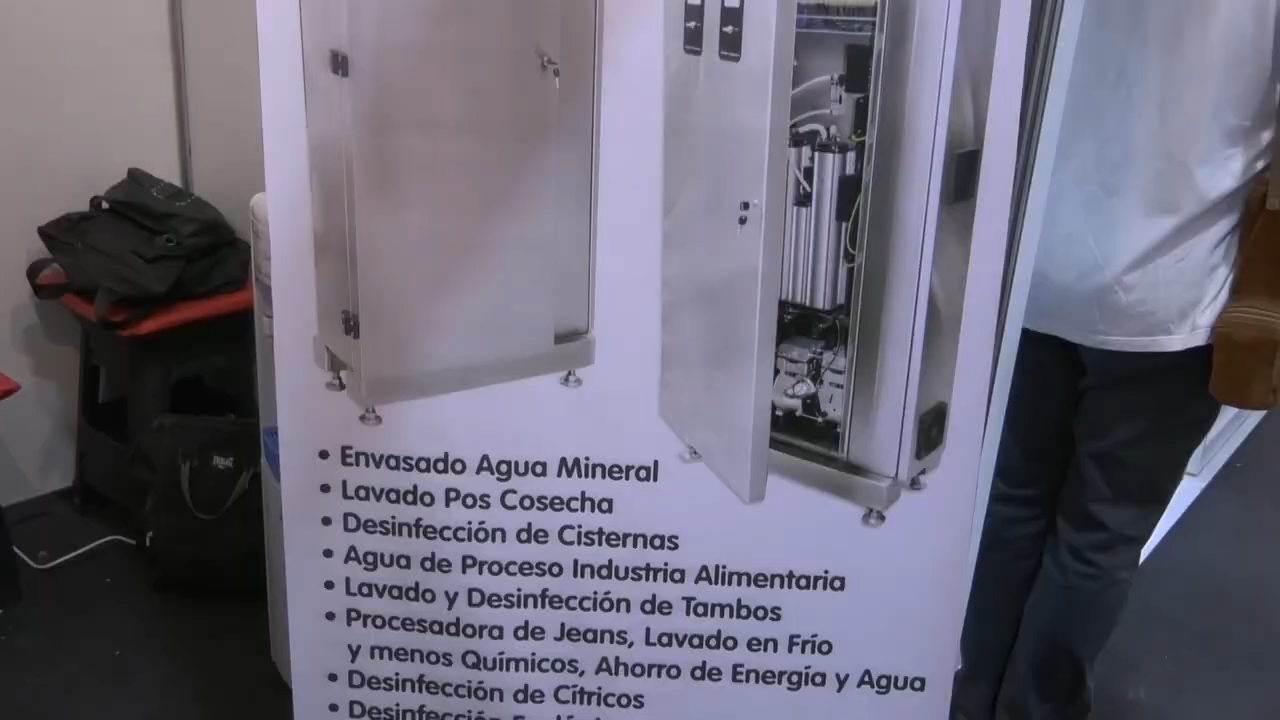 • Envasado Agua Mineral
• Lavado Pos Cosecha
• Desinfección de Cisternas
• Agua de Proceso Industria Alimentaria
• Lavado y Desinfección de Tambos
• Procesadora de Jeans, Lavado en Frío
y menos Químicos, Ahorro de Energía y Agua
• Desinfección de Cítricos
• Desinfección